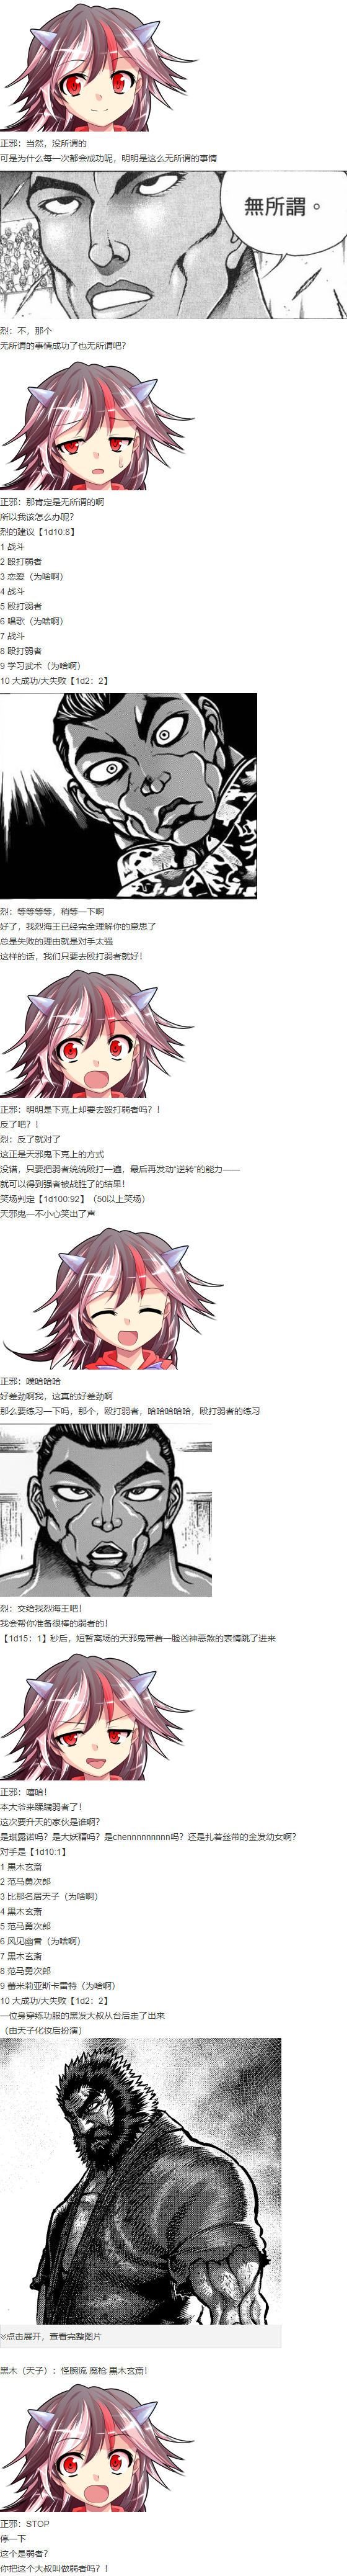 正邪：当然，没所谓的
可是为什么每一次都会成功呢，明明是这么无所谓的事情
無所謂。
烈：不，那个
无所谓的事情成功了也无所谓吧？
正邪：那肯定是无所谓的啊
所以我该怎么办呢？
烈的建议【1d10:8】
1 战斗
2 殴打弱者
3 恋爱（为啥啊）
4 战斗
5 殴打弱者
6 唱歌（为啥啊）
7 战斗
8 殴打弱者
9 学习武术（为啥啊）
10 大成功/大失败【1d2：2】
烈：等等等等，稍等一下啊
好了，我烈海王已经完全理解你的意思了
总是失败的理由就是对手太强
这样的话，我们只要去殴打弱者就好！
正邪：明明是下克上却要去殴打弱者吗？！
反了吧？！
烈：反了就对了
这正是天邪鬼下克上的方式
没错，只要把弱者统统殴打一遍，最后再发动“逆转”的能力——
就可以得到强者被战胜了的结果！
笑场判定【1d100:92】（50以上笑场）
天邪鬼一不小心笑出了声
正邪：噗哈哈哈
好差劲啊我，这真的好差劲啊
那么要练习一下吗，那个，殴打弱者，哈哈哈哈哈，殴打弱者的练习
烈：交给我烈海王吧！
我会帮你准备很棒的弱者的！
【1d15：1】秒后，短暂离场的天邪鬼带着一脸凶神恶煞的表情跳了进来
正邪：嘻哈！
本大爷来蹂躏弱者了！
这次要升天的家伙是谁啊？
是琪露诺吗？是大妖精吗？是chennnnnnnnn吗？还是扎着丝带的金发幼女啊？
对手是【1d10:1】
1 黑木玄斎
2 范马勇次郎
3 比那名居天子（为啥啊）
4 黑木玄斎
5 范马勇次郎
6 风见幽香（为啥啊）
7 黑木玄斎
8 范马勇次郎
9 蕾米莉亚斯卡雷特（为啥啊）
10 大成功/大失败【1d2：2】
一位身穿练功服的黑发大叔从台后走了出来
（由天子化妆后扮演）
点击展开，查看完整图片
黑木（天子）：怪腕流 魔枪 黑木玄斎！
正邪：STOP
停一下
这个是弱者？
你把这个大叔叫做弱者吗？！